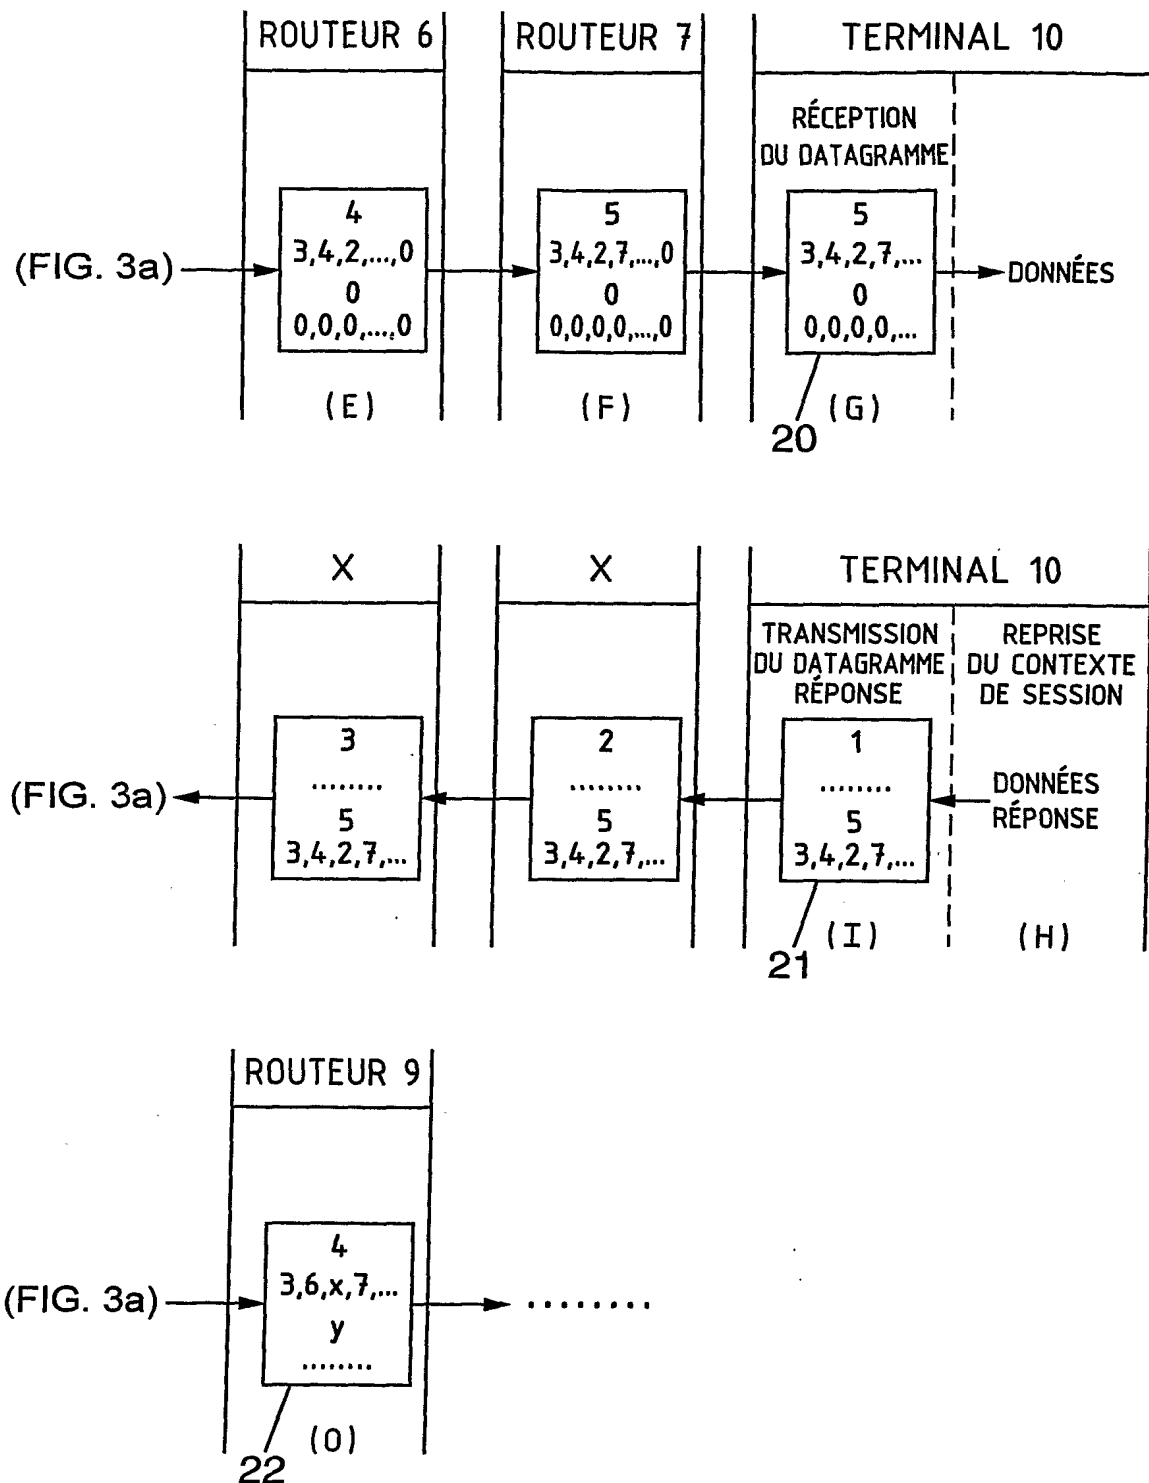 ROUTEUR 6
ROUTEUR 7
TERMINAL 10
RÉCEPTION
DU DATAGRAMME
(FIG. 3a)
4
3,4,2,...,0
0
0,0,0,...,0
5
3,4,2,7,...,0
0
0,0,0,0,...,0
5
3,4,2,7,...
0
0,0,0,0,...
DONNÉES
(E)
(F)
(G)
20
X
X
TERMINAL 10
TRANSMISSION
DU DATAGRAMME
RÉPONSE
REPRISE
DU CONTEXTE
DE SESSION
(FIG. 3a)
3
........
5
3,4,2,7,...
2
........
5
3,4,2,7,...
1
........
5
3,4,2,7,...
DONNÉES
RÉPONSE
(I)
(H)
21
ROUTEUR 9
(FIG. 3a)
4
3,6,x,7,...
y
........
........
(O)
22